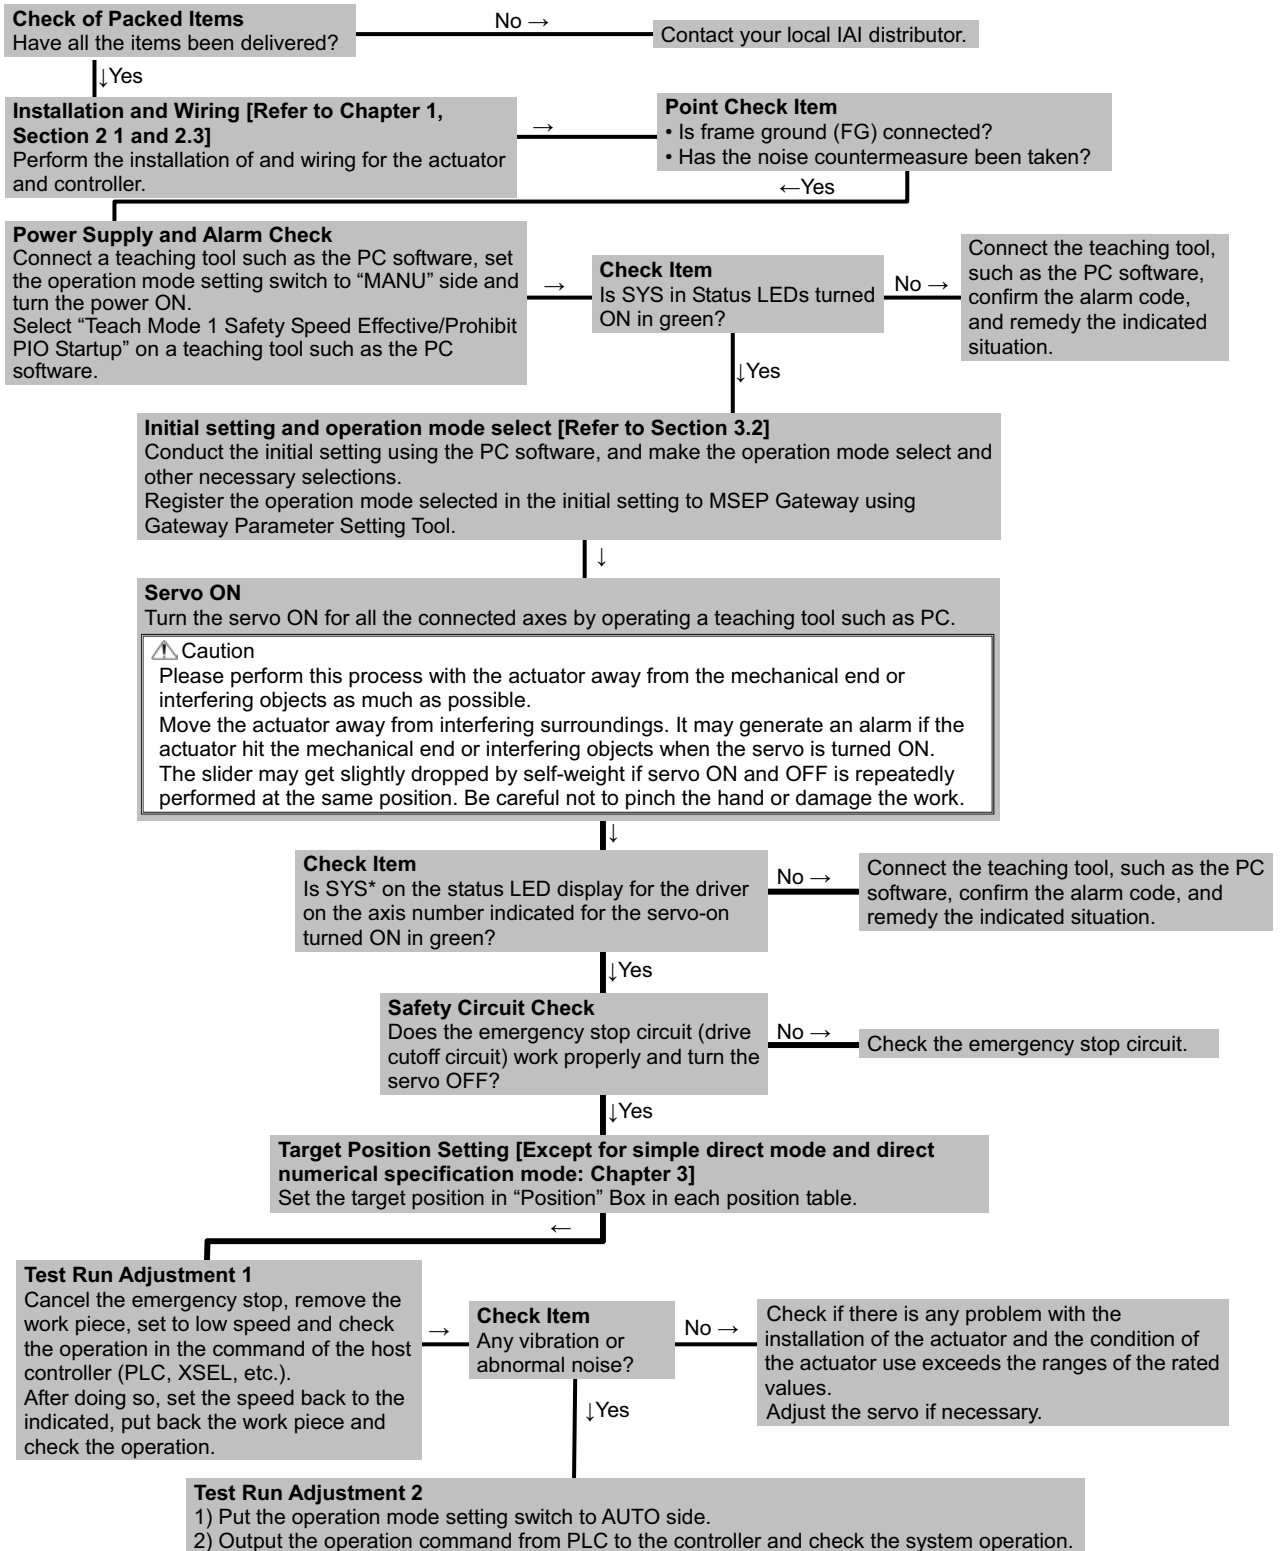 Check of Packed Items
Have all the items been delivered?
No →
Contact your local IAI distributor.
↓Yes
Installation and Wiring [Refer to Chapter 1,
Section 2 1 and 2.3]
Perform the installation of and wiring for the actuator
and controller.
→
Point Check Item
• Is frame ground (FG) connected?
• Has the noise countermeasure been taken?
←Yes
Power Supply and Alarm Check
Connect a teaching tool such as the PC software, set
the operation mode setting switch to “MANU” side and
turn the power ON.
Select “Teach Mode 1 Safety Speed Effective/Prohibit
PIO Startup” on a teaching tool such as the PC
software.
→
Check Item
Is SYS in Status LEDs turned
ON in green?
No →
Connect the teaching tool,
such as the PC software,
confirm the alarm code,
and remedy the indicated
situation.
↓Yes
Initial setting and operation mode select [Refer to Section 3.2]
Conduct the initial setting using the PC software, and make the operation mode select and
other necessary selections.
Register the operation mode selected in the initial setting to MSEP Gateway using
Gateway Parameter Setting Tool.
↓
Servo ON
Turn the servo ON for all the connected axes by operating a teaching tool such as PC.
Caution
Please perform this process with the actuator away from the mechanical end or
interfering objects as much as possible.
Move the actuator away from interfering surroundings. It may generate an alarm if the
actuator hit the mechanical end or interfering objects when the servo is turned ON.
The slider may get slightly dropped by self-weight if servo ON and OFF is repeatedly
performed at the same position. Be careful not to pinch the hand or damage the work.
↓
Check Item
Is SYS* on the status LED display for the driver
on the axis number indicated for the servo-on
turned ON in green?
No →
Connect the teaching tool, such as the PC
software, confirm the alarm code, and
remedy the indicated situation.
↓Yes
Safety Circuit Check
Does the emergency stop circuit (drive
cutoff circuit) work properly and turn the
servo OFF?
No →
Check the emergency stop circuit.
↓Yes
Target Position Setting [Except for simple direct mode and direct
numerical specification mode: Chapter 3]
Set the target position in “Position” Box in each position table.
←
Test Run Adjustment 1
Cancel the emergency stop, remove the
work piece, set to low speed and check
the operation in the command of the host
controller (PLC, XSEL, etc.).
After doing so, set the speed back to the
indicated, put back the work piece and
check the operation.
→
Check Item
Any vibration or
abnormal noise?
No →
Check if there is any problem with the
installation of the actuator and the condition of
the actuator use exceeds the ranges of the rated
values.
Adjust the servo if necessary.
↓Yes
Test Run Adjustment 2
1) Put the operation mode setting switch to AUTO side.
2) Output the operation command from PLC to the controller and check the system operation.